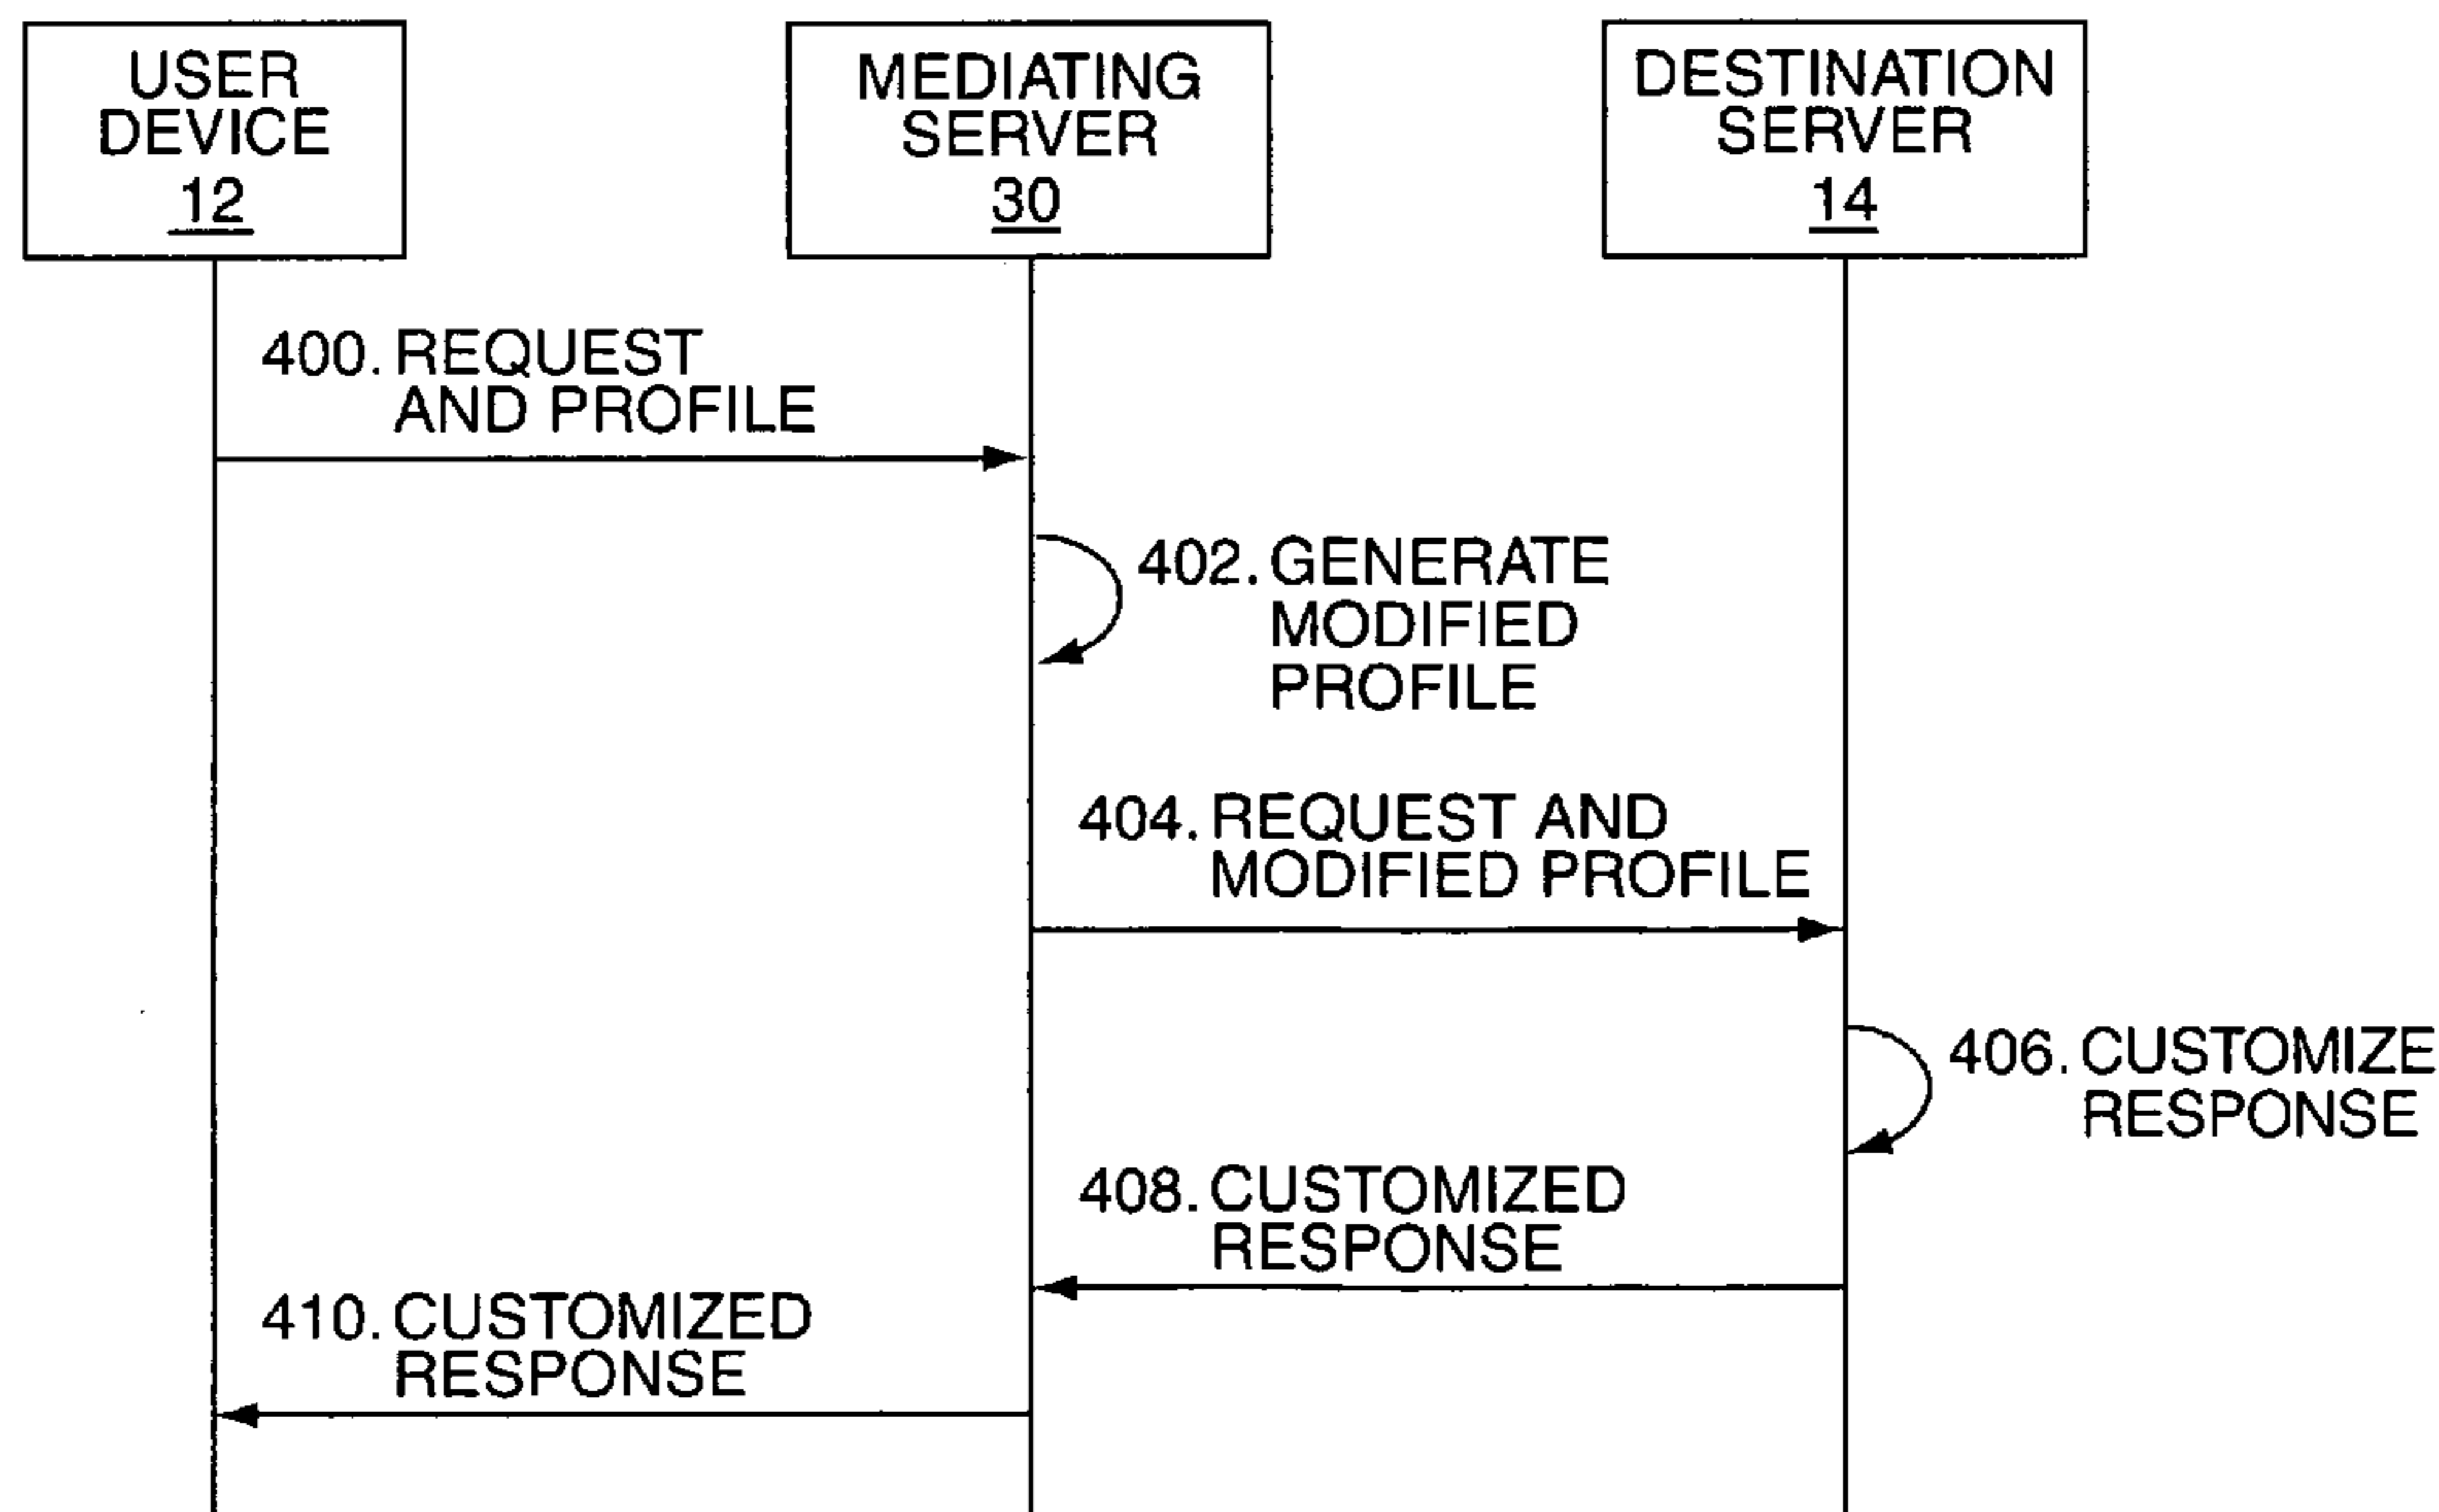 USER
DEVICE
12
MEDIATING
SERVER
30
DESTINATION
SERVER
14
400. REQUEST
AND PROFILE
402. GENERATE
MODIFIED
PROFILE
404. REQUEST AND
MODIFIED PROFILE
406. CUSTOMIZE
RESPONSE
408. CUSTOMIZED
RESPONSE
410. CUSTOMIZED
RESPONSE